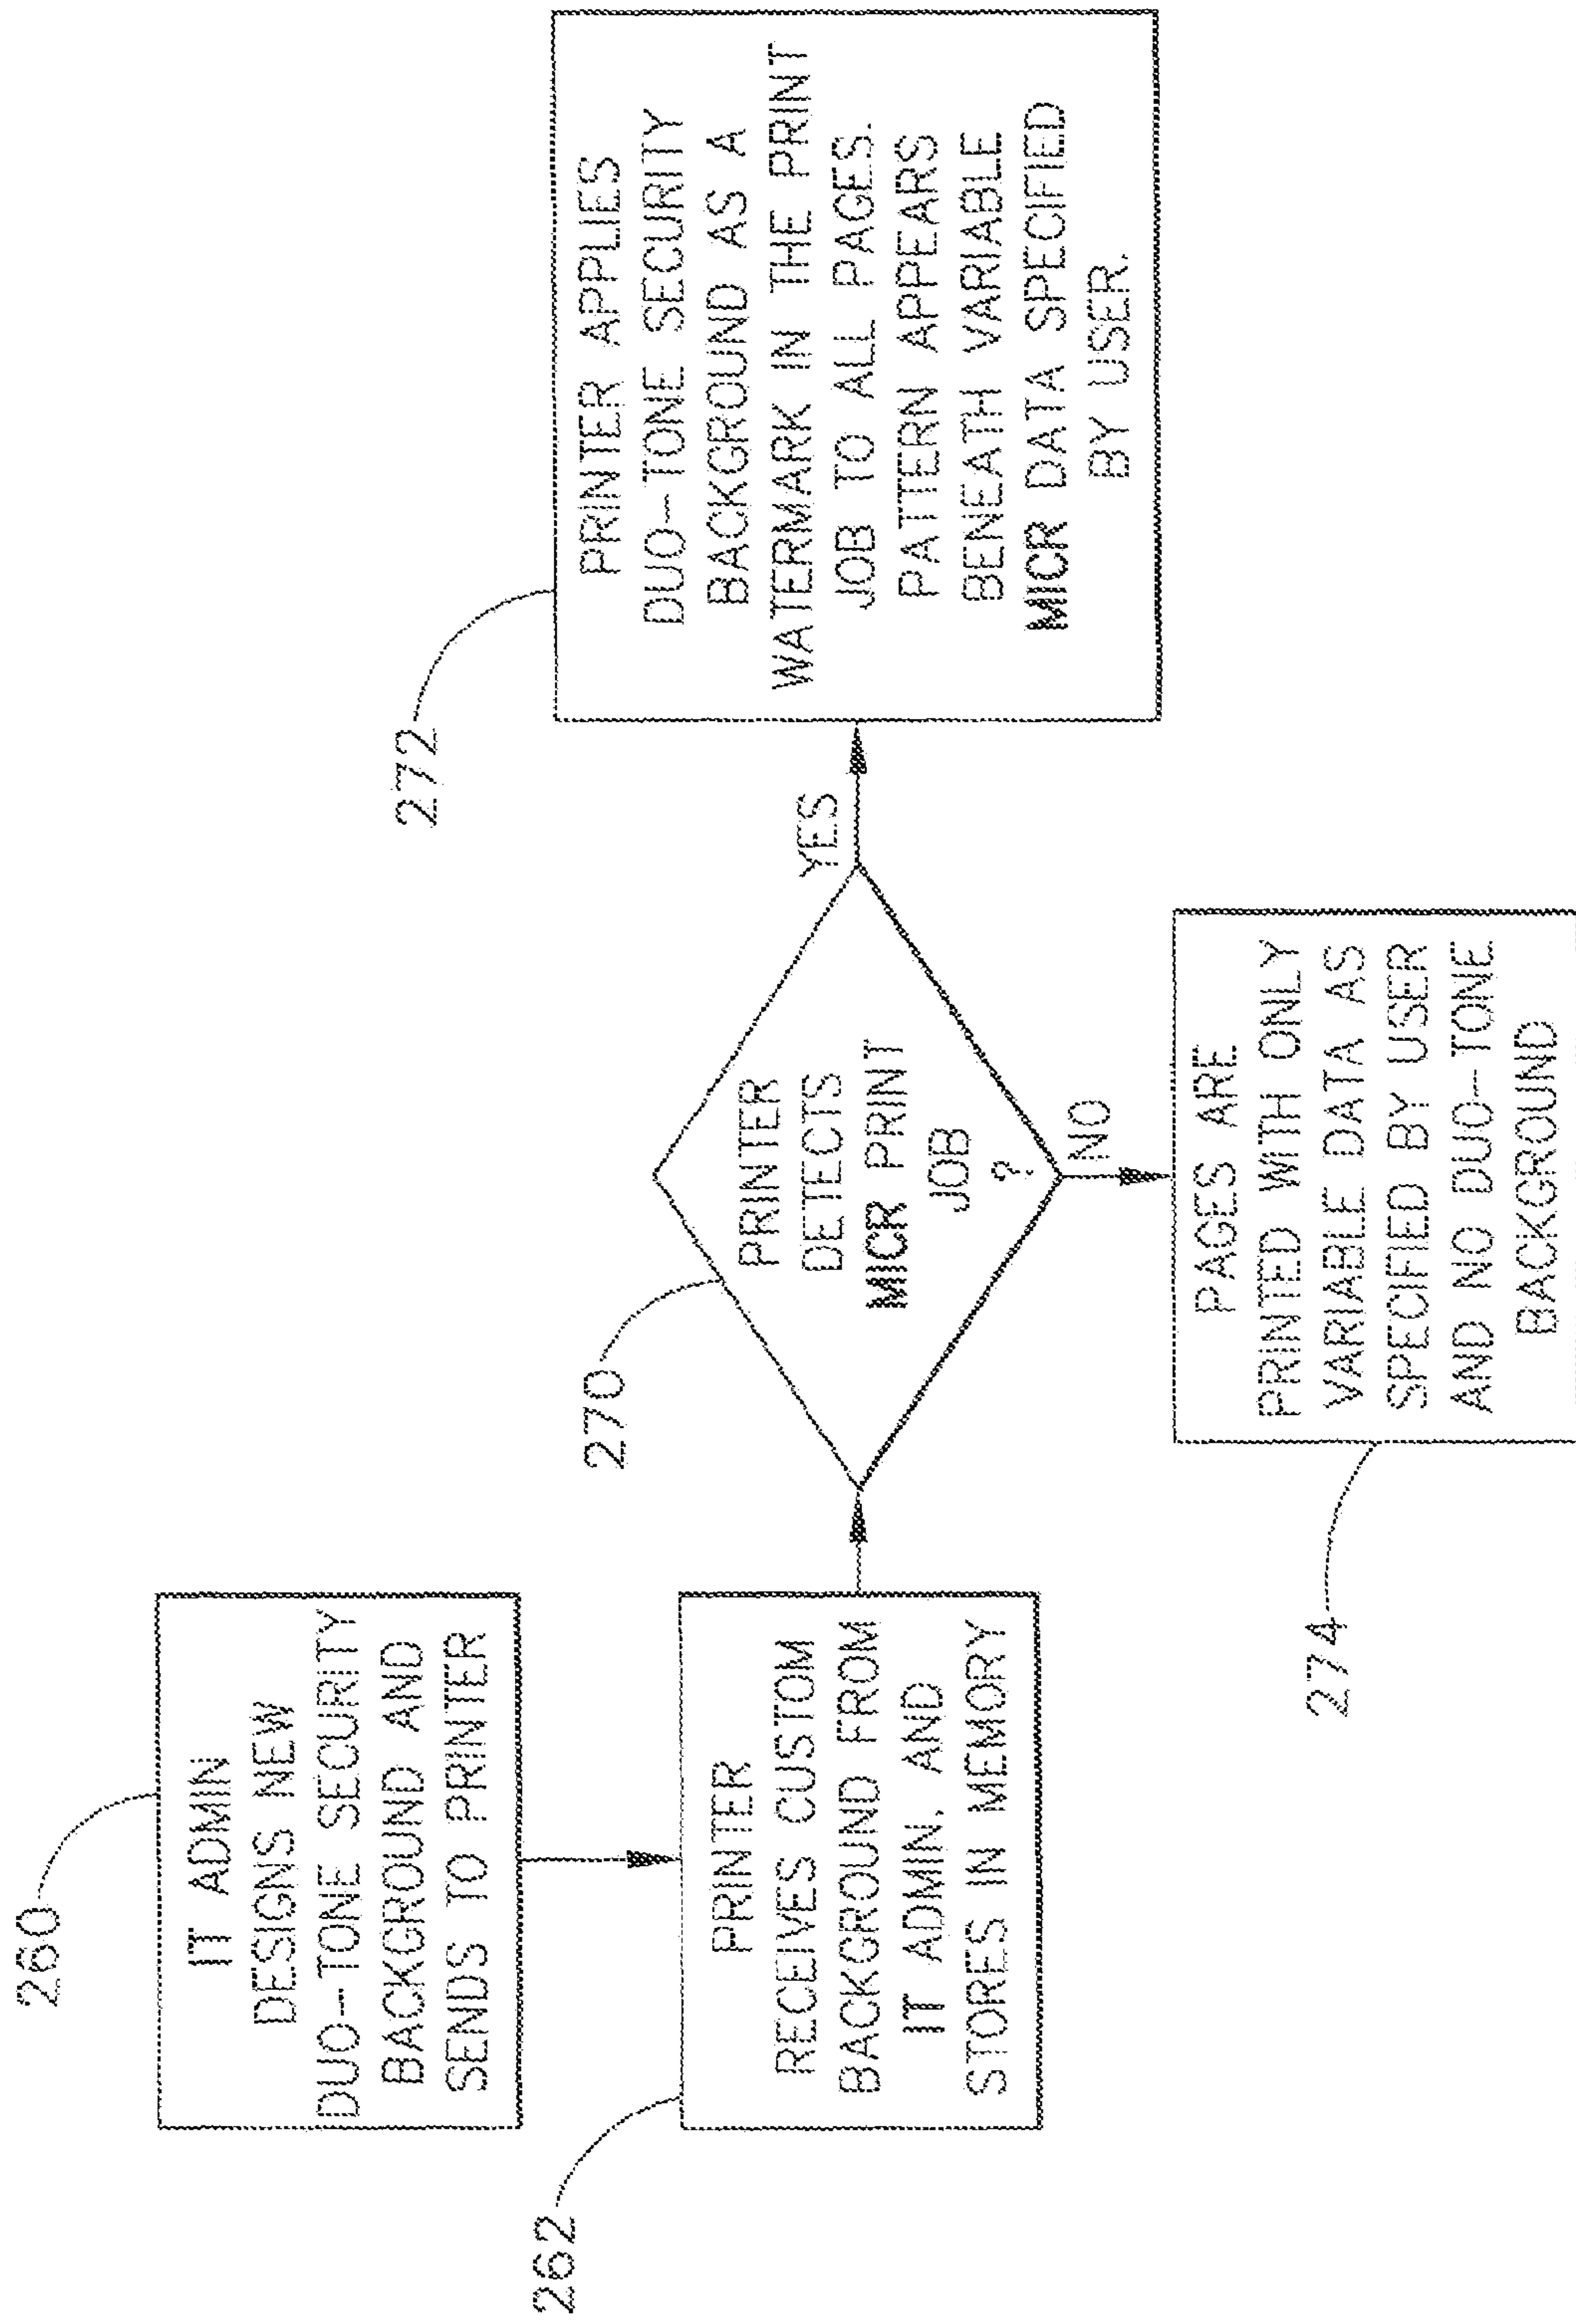 260
IT ADMIN
DESIGNS NEW
DUO-TONE SECURITY
BACKGROUND AND
SENDS TO PRINTER
262
PRINTER
RECEIVES CUSTOM
BACKGROUND FROM
IT ADMIN. AND
STORES IN MEMORY
270
PRINTER
DETECTS
MICR PRINT
JOB
?
YES
NO
272
PRINTER APPLIES
DUO-TONE SECURITY
BACKGROUND AS A
WATERMARK IN THE PRINT
JOB TO ALL PAGES.
PATTERN APPEARS
BENEATH VARIABLE
MICR DATA SPECIFIED
BY USER.
274
PAGES ARE
PRINTED WITH ONLY
VARIABLE DATA AS
SPECIFIED BY USER
AND NO DUO-TONE
BACKGROUND